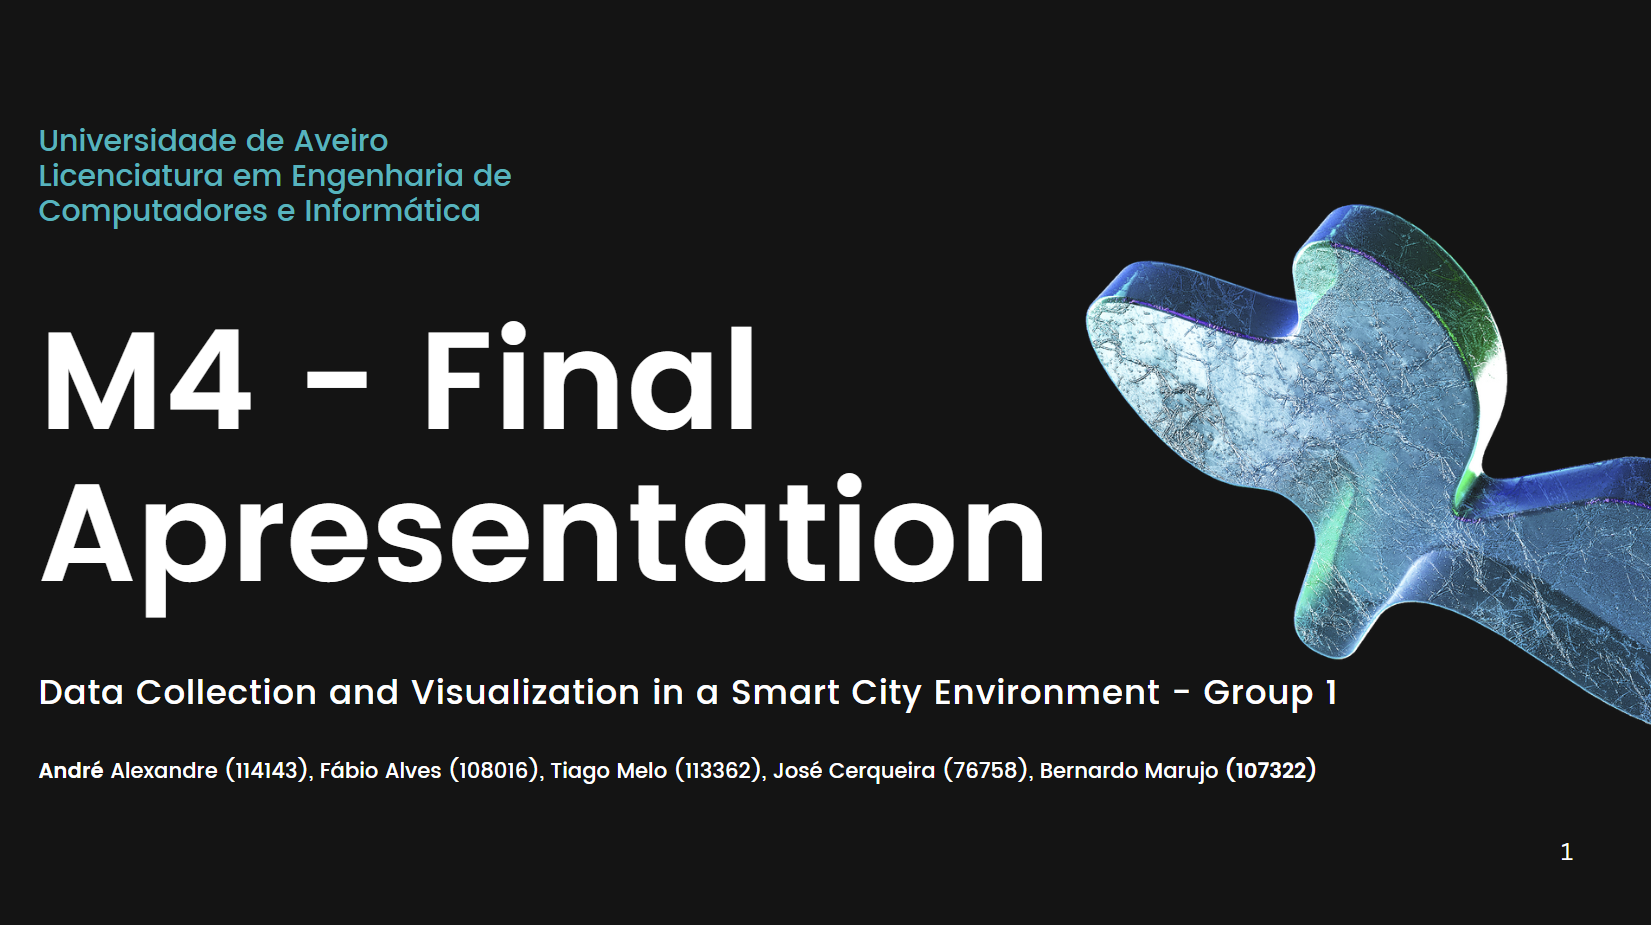 Universidade de Aveiro
Licenciatura em Engenharia de
Computadores e Informática
M4 - Final
Apresentation
Data Collection and Visualization in a Smart City Environment - Group 1
André Alexandre (114143), Fábio Alves (108016), Tiago Melo (113362), José Cerqueira (76758), Bernardo Marujo (107322)
1